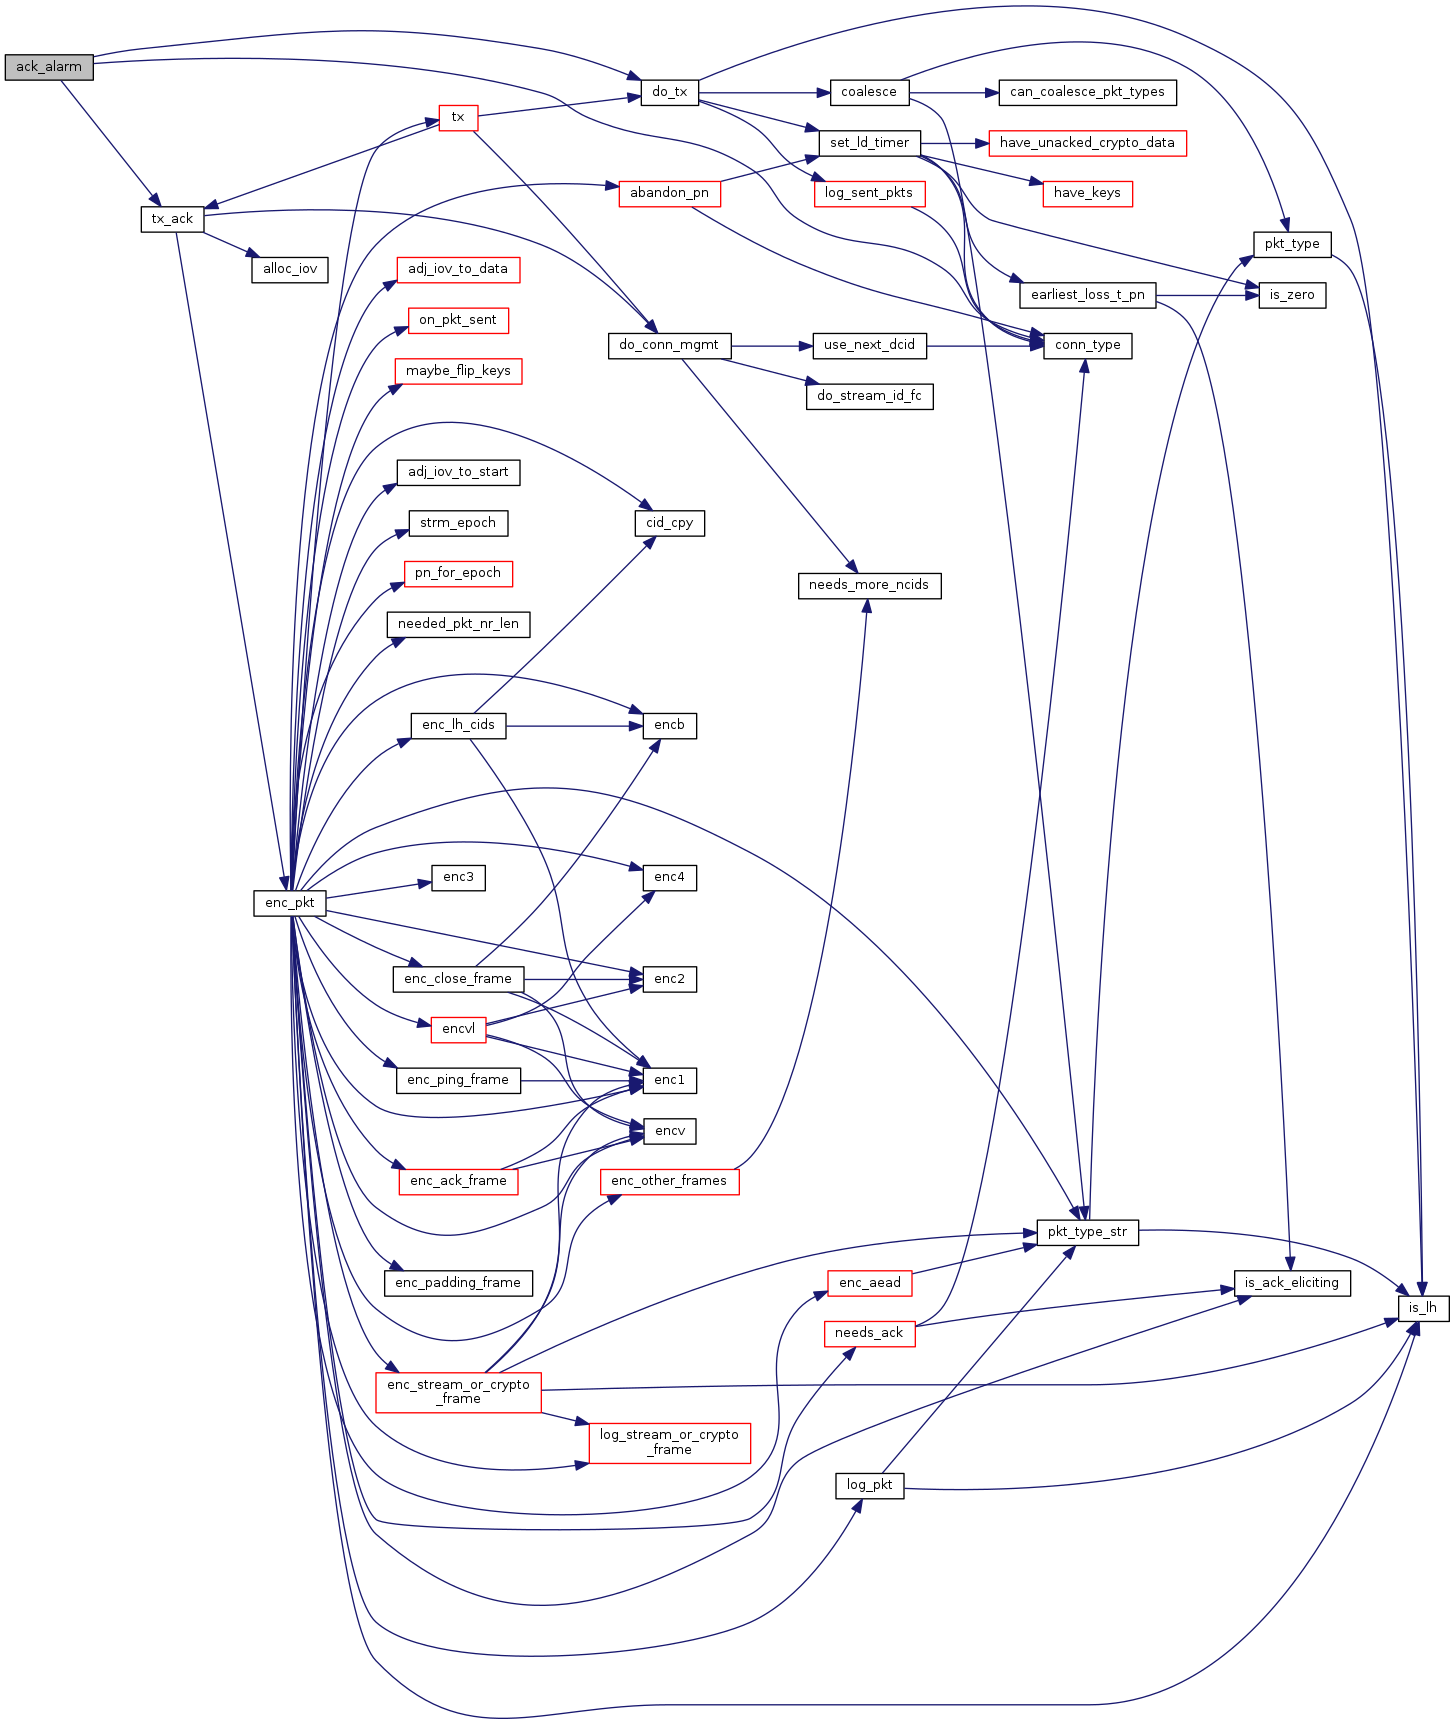 ack_alarm
do_tx
coalesce
can_coalesce_pkt_types
tx
set_ld_timer
have_unacked_crypto_data
abandon_pn
log_sent_pkts
have_keys
tx_ack
pkt_type
alloc_iov
adj_iov_to_data
earliest_loss_t_pn
is_zero
on_pkt_sent
do_conn_mgmt
use_next_dcid
conn_type
maybe_flip_keys
do_stream_id_fc
adj_iov_to_start
strm_epoch
cid_cpy
pn_for_epoch
needs_more_ncids
needed_pkt_nr_len
enc_lh_cids
encb
enc3
enc4
enc_pkt
enc_close_frame
enc2
encvl
enc_ping_frame
enc1
encv
enc_ack_frame
enc_other_frames
pkt_type_str
enc_padding_frame
enc_aead
is_ack_eliciting
is_lh
needs_ack
enc_stream_or_crypto
_frame
log_stream_or_crypto
_frame
log_pkt